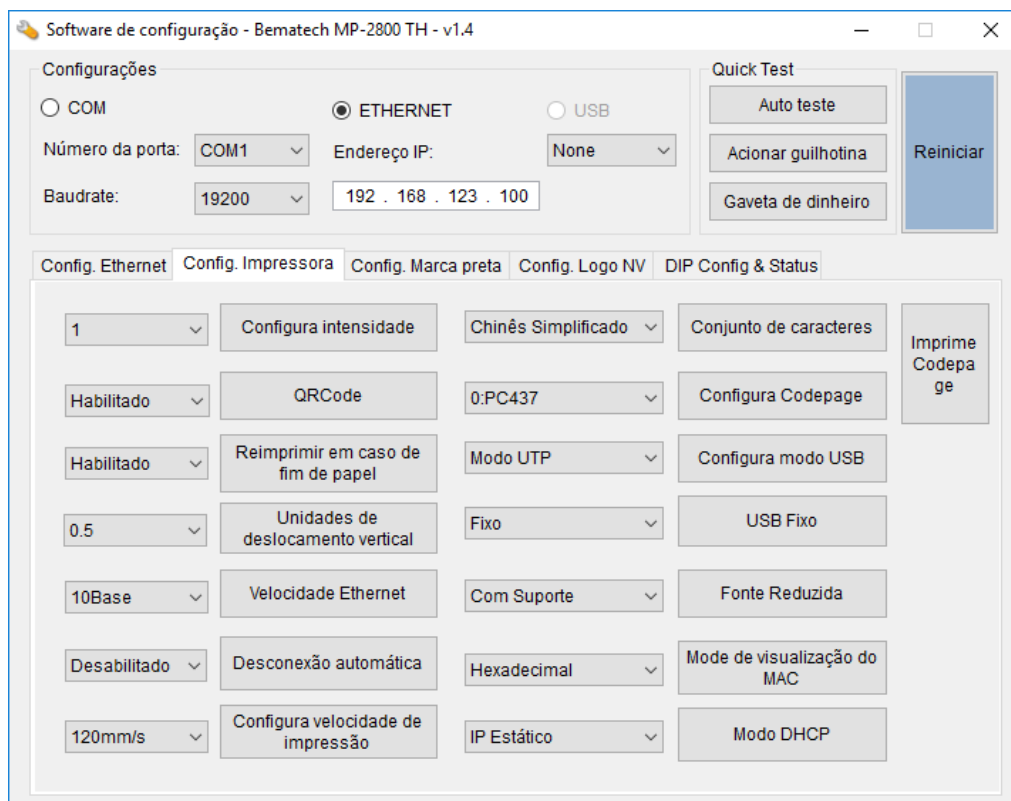 Software de configuração - Bematech MP-2800 TH - v1.4
Configurações
COM
ETHERNET
USB
Número da porta:
COM1
Endereço IP:
None
Baudrate:
19200
192 . 168 . 123 . 100
Quick Test
Auto teste
Acionar guilhotina
Gaveta de dinheiro
Reiniciar
Config. Ethernet
Config. Impressora
Config. Marca preta
Config. Logo NV
DIP Config & Status
1
Configura intensidade
Chinês Simplificado
Conjunto de caracteres
Imprime
Codepa
ge
Habilitado
QRCode
0:PC437
Configura Codepage
Habilitado
Reimprimir em caso de
fim de papel
Modo UTP
Configura modo USB
0.5
Unidades de
deslocamento vertical
Fixo
USB Fixo
10Base
Velocidade Ethernet
Com Suporte
Fonte Reduzida
Desabilitado
Desconexão automática
Hexadecimal
Mode de visualização do
MAC
120mm/s
Configura velocidade de
impressão
IP Estático
Modo DHCP